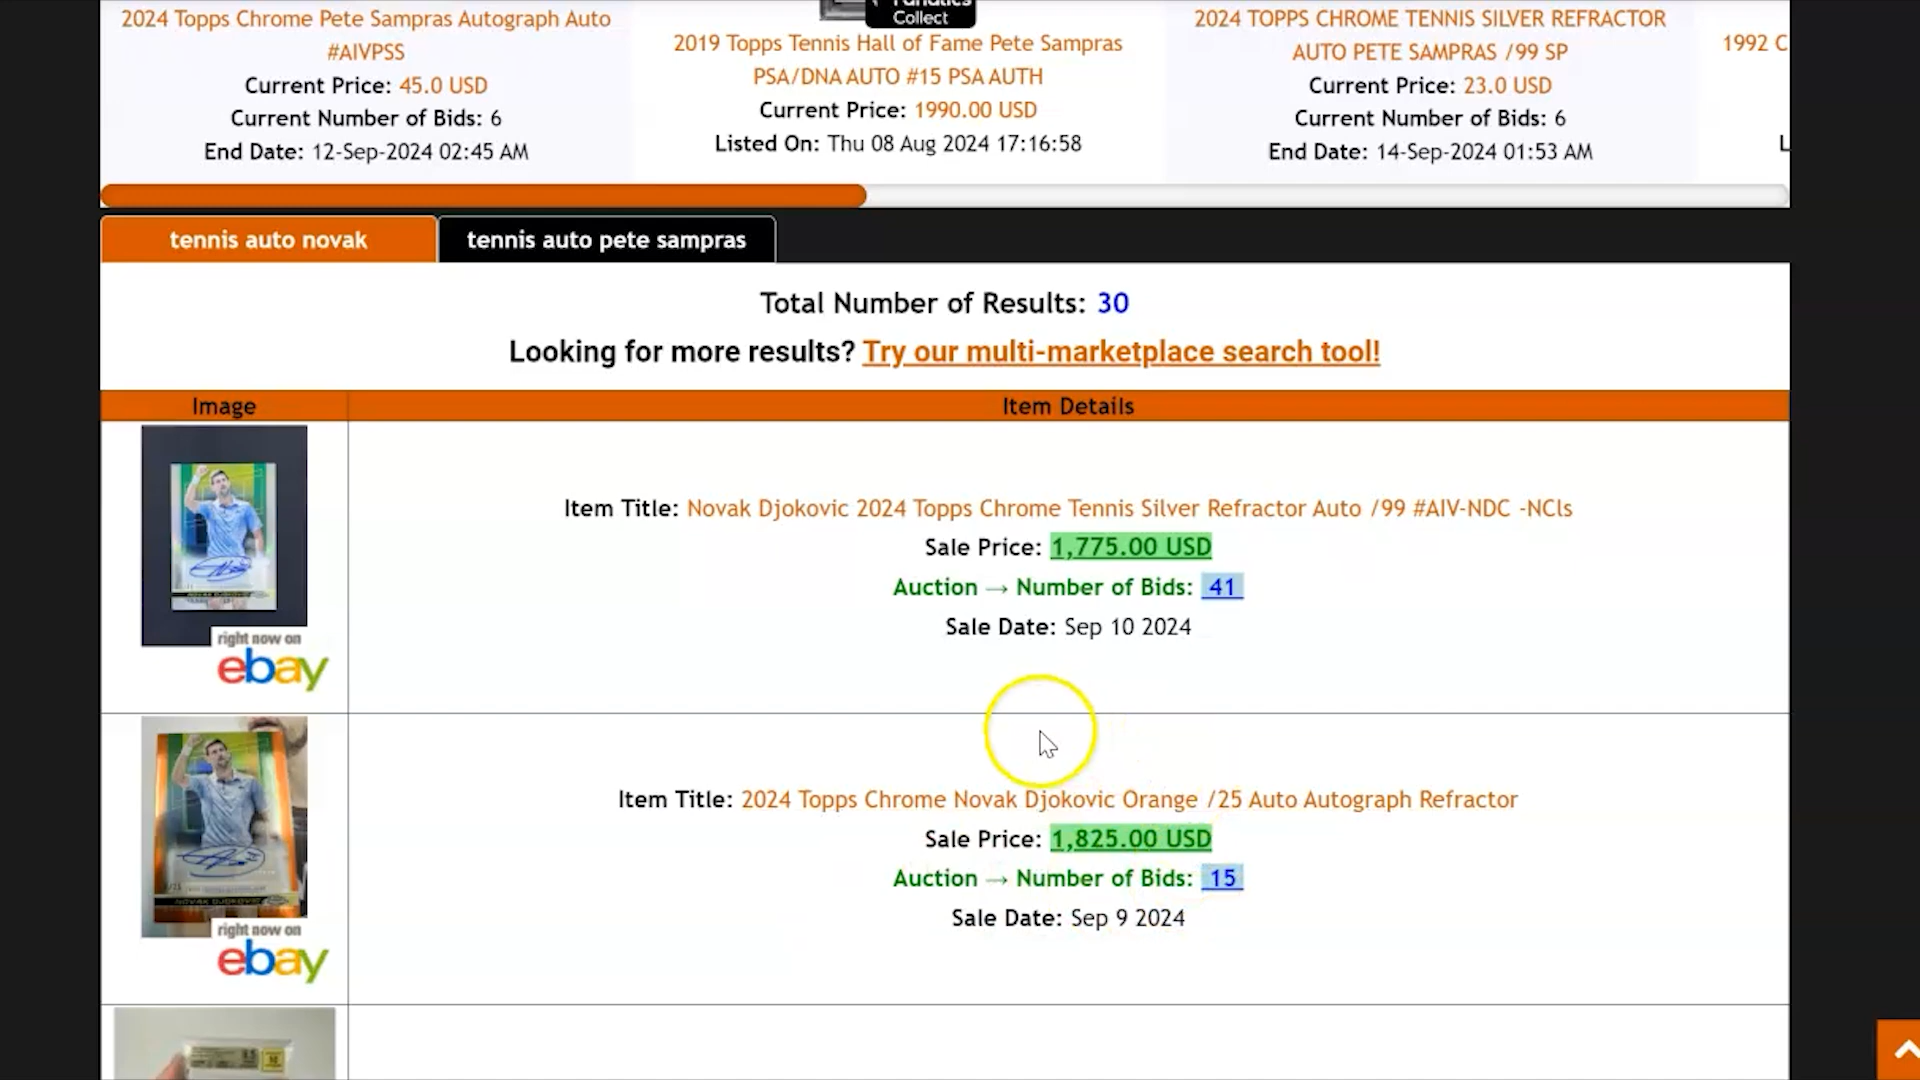 2024 Topps Chrome Pete Sampras Autograph Auto
#AIVPSS
Current Price: 45.0 USD
Current Number of Bids: 6
End Date: 12-Sep-2024 02:45 AM
Fanatics
Collect
2019 Topps Tennis Hall of Fame Pete Sampras
PSA/DNA AUTO #15 PSA AUTH
Current Price: 1990.00 USD
Listed On: Thu 08 Aug 2024 17:16:58
2024 TOPPS CHROME TENNIS SILVER REFRACTOR
AUTO PETE SAMPRAS /99 SP
Current Price: 23.0 USD
Current Number of Bids: 6
End Date: 14-Sep-2024 01:53 AM
1992 C
L
tennis auto novak
tennis auto pete sampras
Total Number of Results: 30
Looking for more results? Try our multi-marketplace search tool!
Image
Item Details
Item Title: Novak Djokovic 2024 Topps Chrome Tennis Silver Refractor Auto /99 #AIV-NDC -NCls
Sale Price: 1,775.00 USD
Auction → Number of Bids: 41
Sale Date: Sep 10 2024
right now on
ebay
Item Title: 2024 Topps Chrome Novak Djokovic Orange /25 Auto Autograph Refractor
Sale Price: 1,825.00 USD
Auction → Number of Bids: 15
Sale Date: Sep 9 2024
NOVAK DJOKOVIC
right now on
ebay